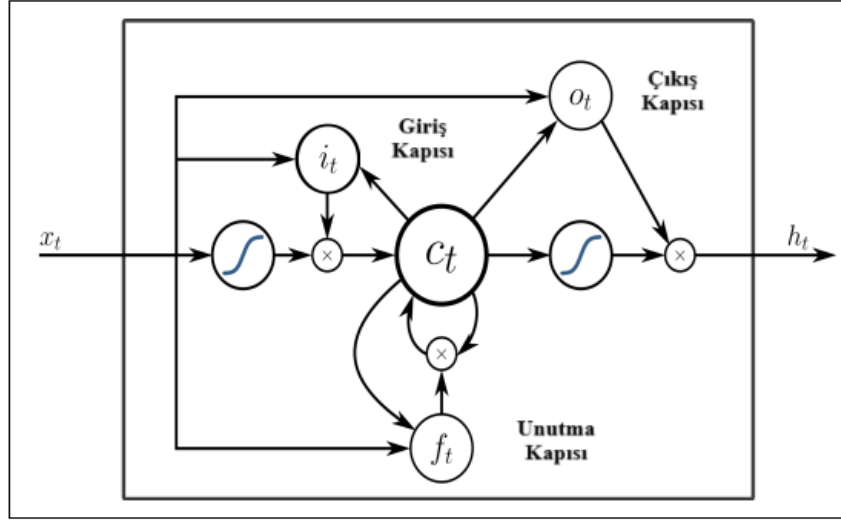 Çıkış
Kapısı
o_t
Giriş
Kapısı
i_t
x_t
×
c_t
×
h_t
×
f_t
Unutma
Kapısı